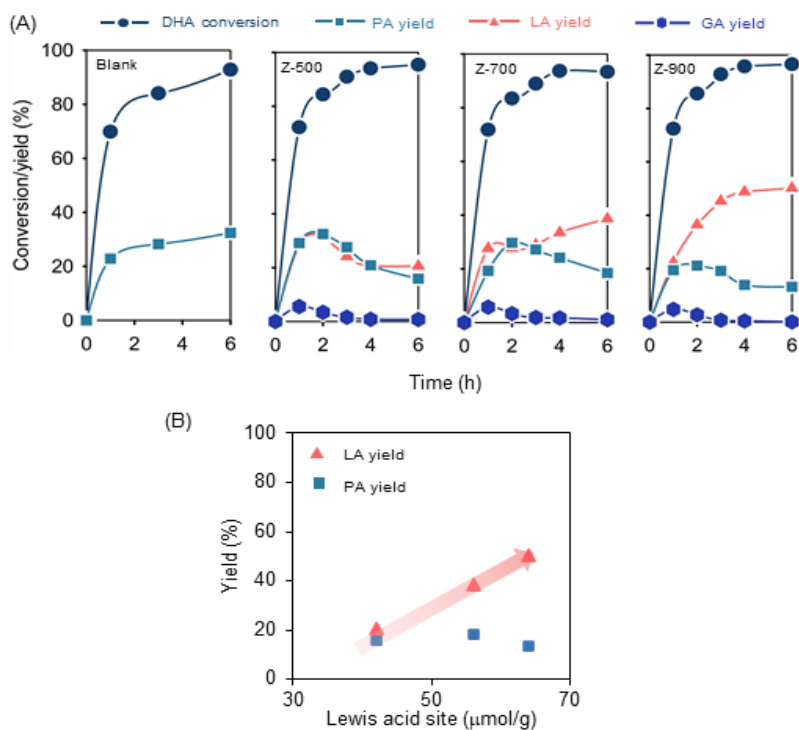 (A)
DHA conversion PA yield LA yield GA yield
Blank Z-500 Z-700 Z-900
Conversion/yield (%)
100
80
60
40
20
0
0 2 4 6 0 2 4 6 0 2 4 6 0 2 4 6
Time (h)
(B)
LA yield
PA yield
Yield (%)
100
80
60
40
20
0
30 50 70
Lewis acid site (μmol/g)